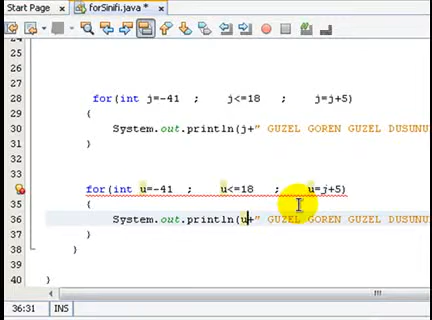 Start Page x forSinifi.java * x
24
25
26
27
28 for(int j=-41 ; j<=18 ; j=j+5)
29 {
30 System.out.println(j+" GUZEL GOREN GUZEL DUSUNU
31 }
32
33
for(int u=-41 ; u<=18 ; u=j+5)
35 {
36 System.out.println(u+" GUZEL GOREN GUZEL DUSUNU
37 }
38 }
39
40 }
36:31 INS